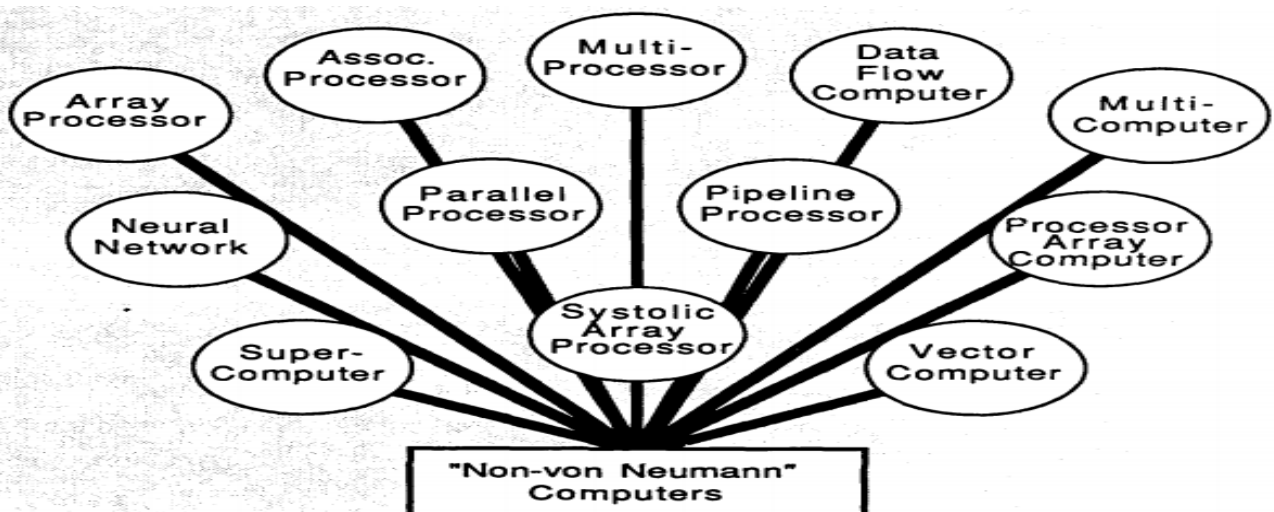 Assoc.
Processor
Multi-
Processor
Data
Flow
Computer
Array
Processor
Multi-
Computer
Parallel
Processor
Pipeline
Processor
Neural
Network
Processor
Array
Computer
Systolic
Array
Processor
Super-
Computer
Vector
Computer
"Non-von Neumann"
Computers